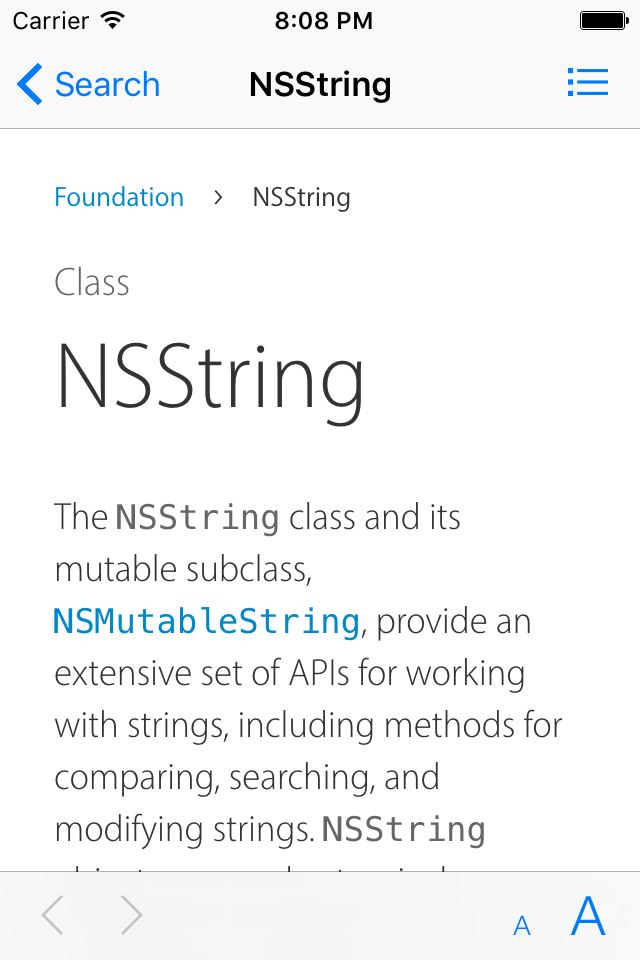 Carrier 8:08 PM
Search NSString
Foundation > NSString
Class
NSString
The NSString class and its
mutable subclass,
NSMutableString, provide an
extensive set of APIs for working
with strings, including methods for
comparing, searching, and
modifying strings. NSString
A A